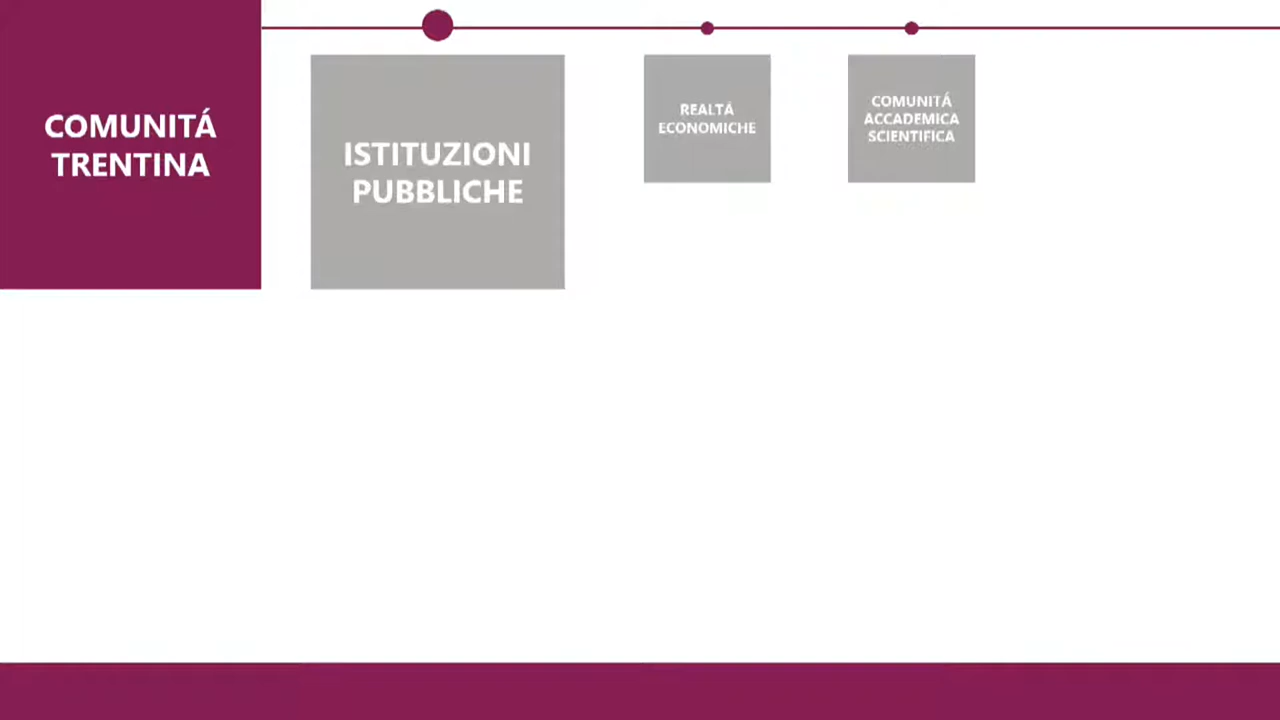 COMUNITÁ
TRENTINA
ISTITUZIONI
PUBBLICHE
REALTÁ
ECONOMICHE
COMUNITÁ
ACCADEMICA
SCIENTIFICA